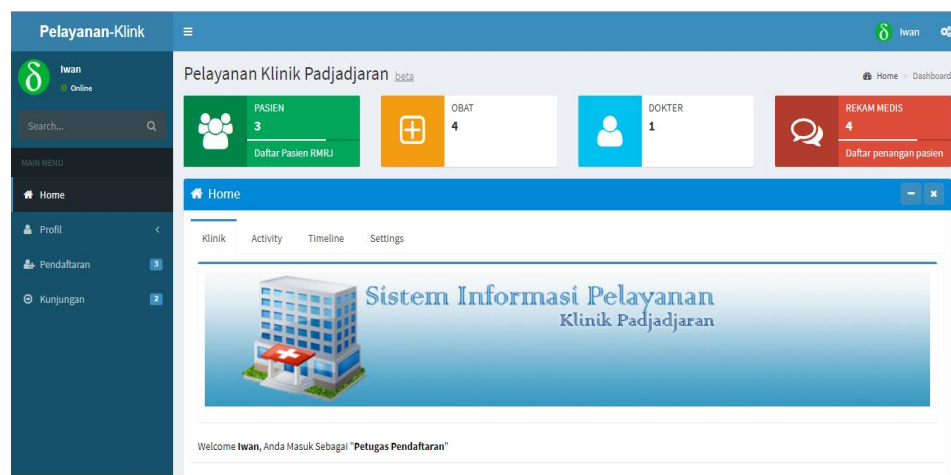 Pelayanan-Klink
Iwan
Iwan
Online
Search...
MAIN MENU
Home
Profil
Pendaftaran 3
Kunjungan 2
Pelayanan Klinik Padjadjaran beta
Home > Dashboard
PASIEN
3
Daftar Pasien RMRJ
OBAT
4
DOKTER
1
REKAM MEDIS
4
Daftar penangan pasien
Home
Klinik Activity Timeline Settings
Sistem Informasi Pelayanan
Klinik Padjadjaran
Welcome Iwan, Anda Masuk Sebagai "Petugas Pendaftaran"